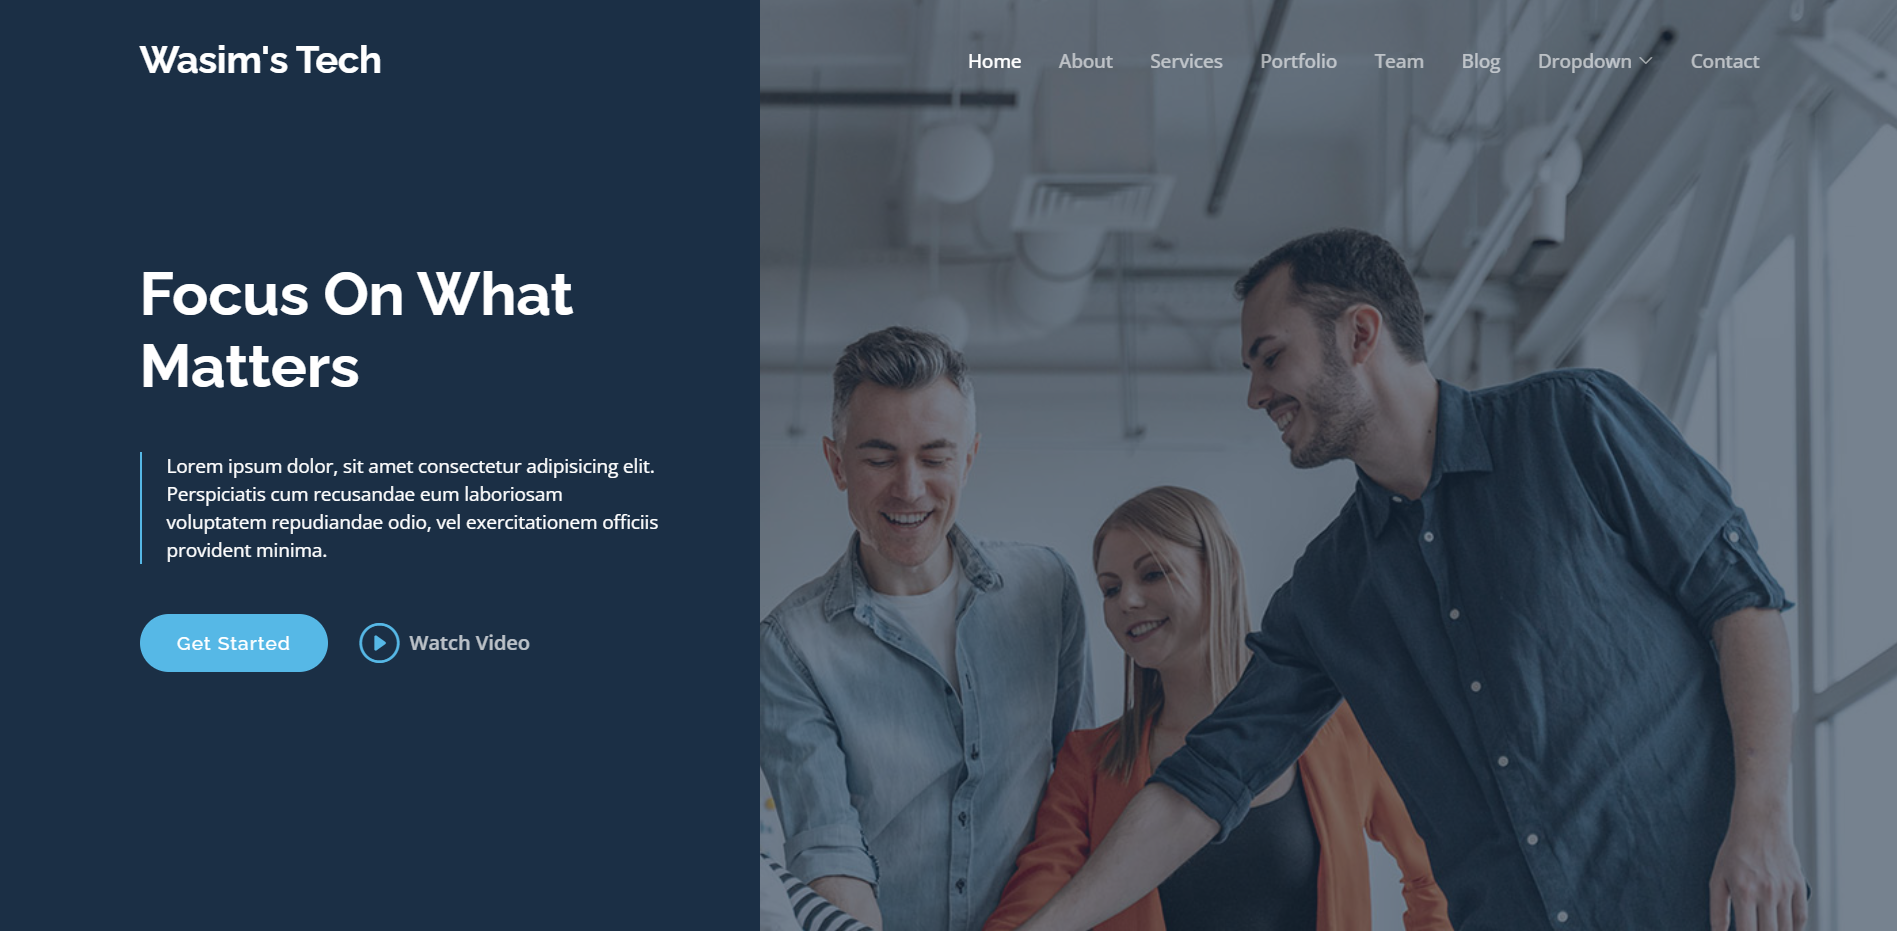 Wasim's Tech
Home About Services Portfolio Team Blog Dropdown Contact
Focus On What
Matters
Lorem ipsum dolor, sit amet consectetur adipisicing elit.
Perspiciatis cum recusandae eum laboriosam
voluptatem repudiandae odio, vel exercitationem officiis
provident minima.
Get Started
Watch Video